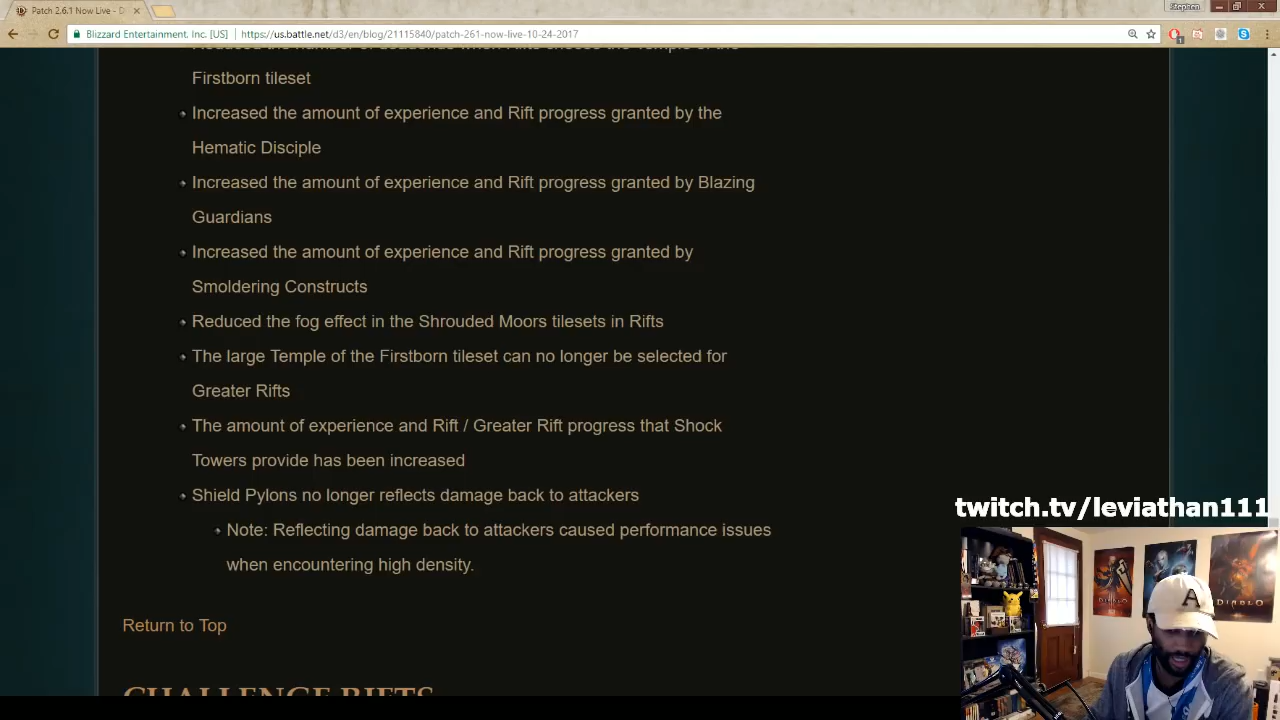 Patch 2.6.1 Now Live - D
Stephen
Blizzard Entertainment, Inc. [US]
https://us.battle.net/d3/en/blog/21115840/patch-261-now-live-10-24-2017
Firstborn tileset
Increased the amount of experience and Rift progress granted by the
Hematic Disciple
Increased the amount of experience and Rift progress granted by Blazing
Guardians
Increased the amount of experience and Rift progress granted by
Smoldering Constructs
Reduced the fog effect in the Shrouded Moors tilesets in Rifts
The large Temple of the Firstborn tileset can no longer be selected for
Greater Rifts
The amount of experience and Rift / Greater Rift progress that Shock
Towers provide has been increased
Shield Pylons no longer reflects damage back to attackers
Note: Reflecting damage back to attackers caused performance issues
when encountering high density.
Return to Top
CHALLENGE RIFTS
twitch.tv/leviathan111
A
DIABLO
DIABLO